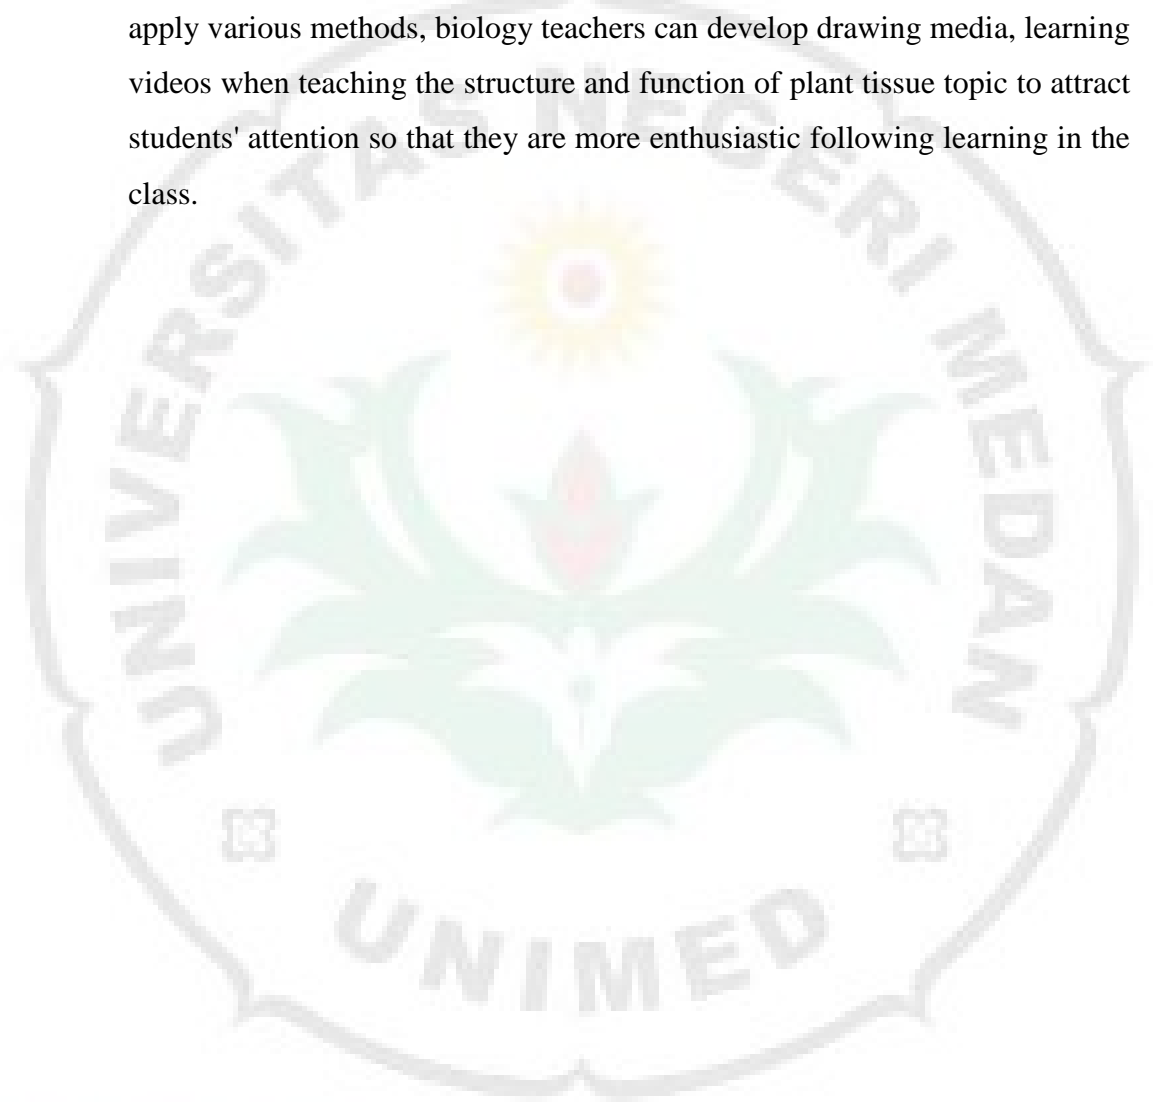 apply various methods, biology teachers can develop drawing media, learning
videos when teaching the structure and function of plant tissue topic to attract
students' attention so that they are more enthusiastic following learning in the
class.
UNIVERSITAS NEGERI MEDAN
UNIMED